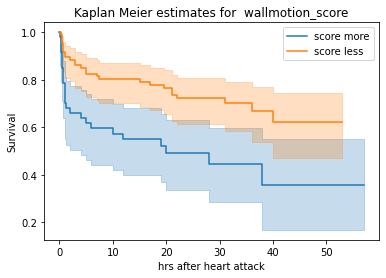 Kaplan Meier estimates for  wallmotion_score
score more
score less
Survival
1.0
0.8
0.6
0.4
0.2
0 10 20 30 40 50
hrs after heart attack